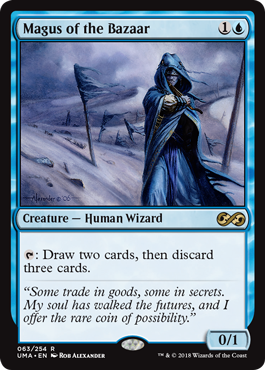 Magus of the Bazaar 1
Alexander © 06
Creature — Human Wizard
: Draw two cards, then discard
three cards.
“Some trade in goods, some in secrets.
My soul has walked the futures, and I
offer the rare coin of possibility.”
0/1
063/254 R
UMA • EN Rob Alexander
™ & © 2018 Wizards of the Coast